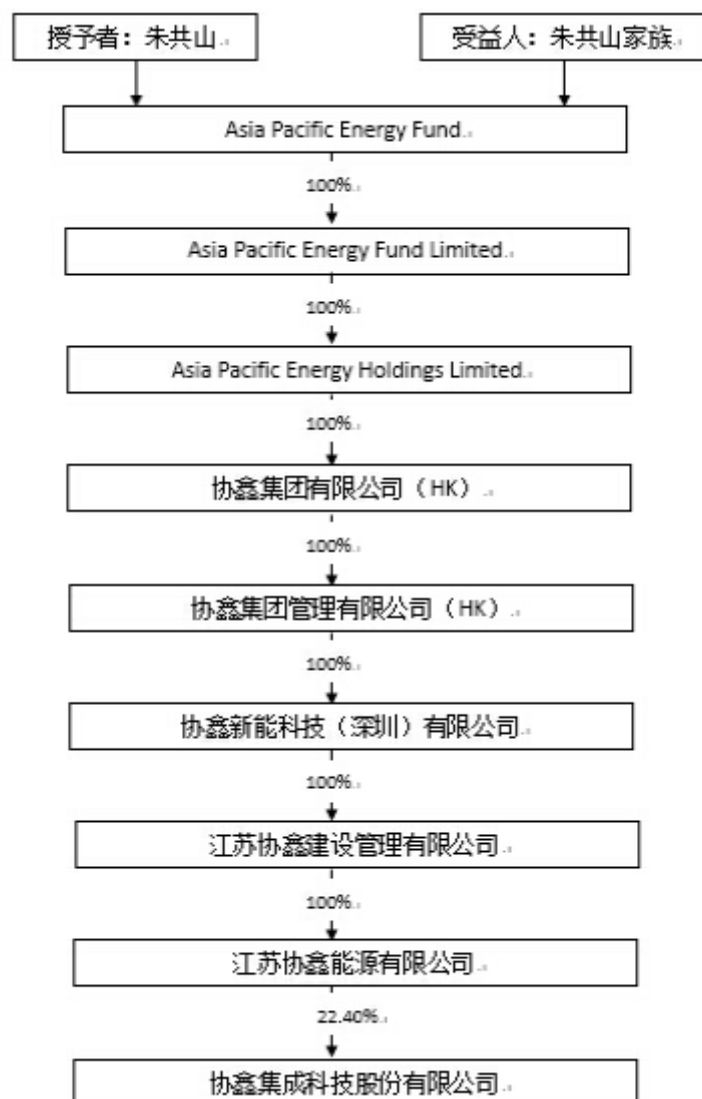 授予者：朱共山
受益人：朱共山家族
Asia Pacific Energy Fund
100%
Asia Pacific Energy Fund Limited
100%
Asia Pacific Energy Holdings Limited
100%
协鑫集团有限公司（HK）
100%
协鑫集团管理有限公司（HK）
100%
协鑫新能科技（深圳）有限公司
100%
江苏协鑫建设管理有限公司
100%
江苏协鑫能源有限公司
22.40%
协鑫集成科技股份有限公司